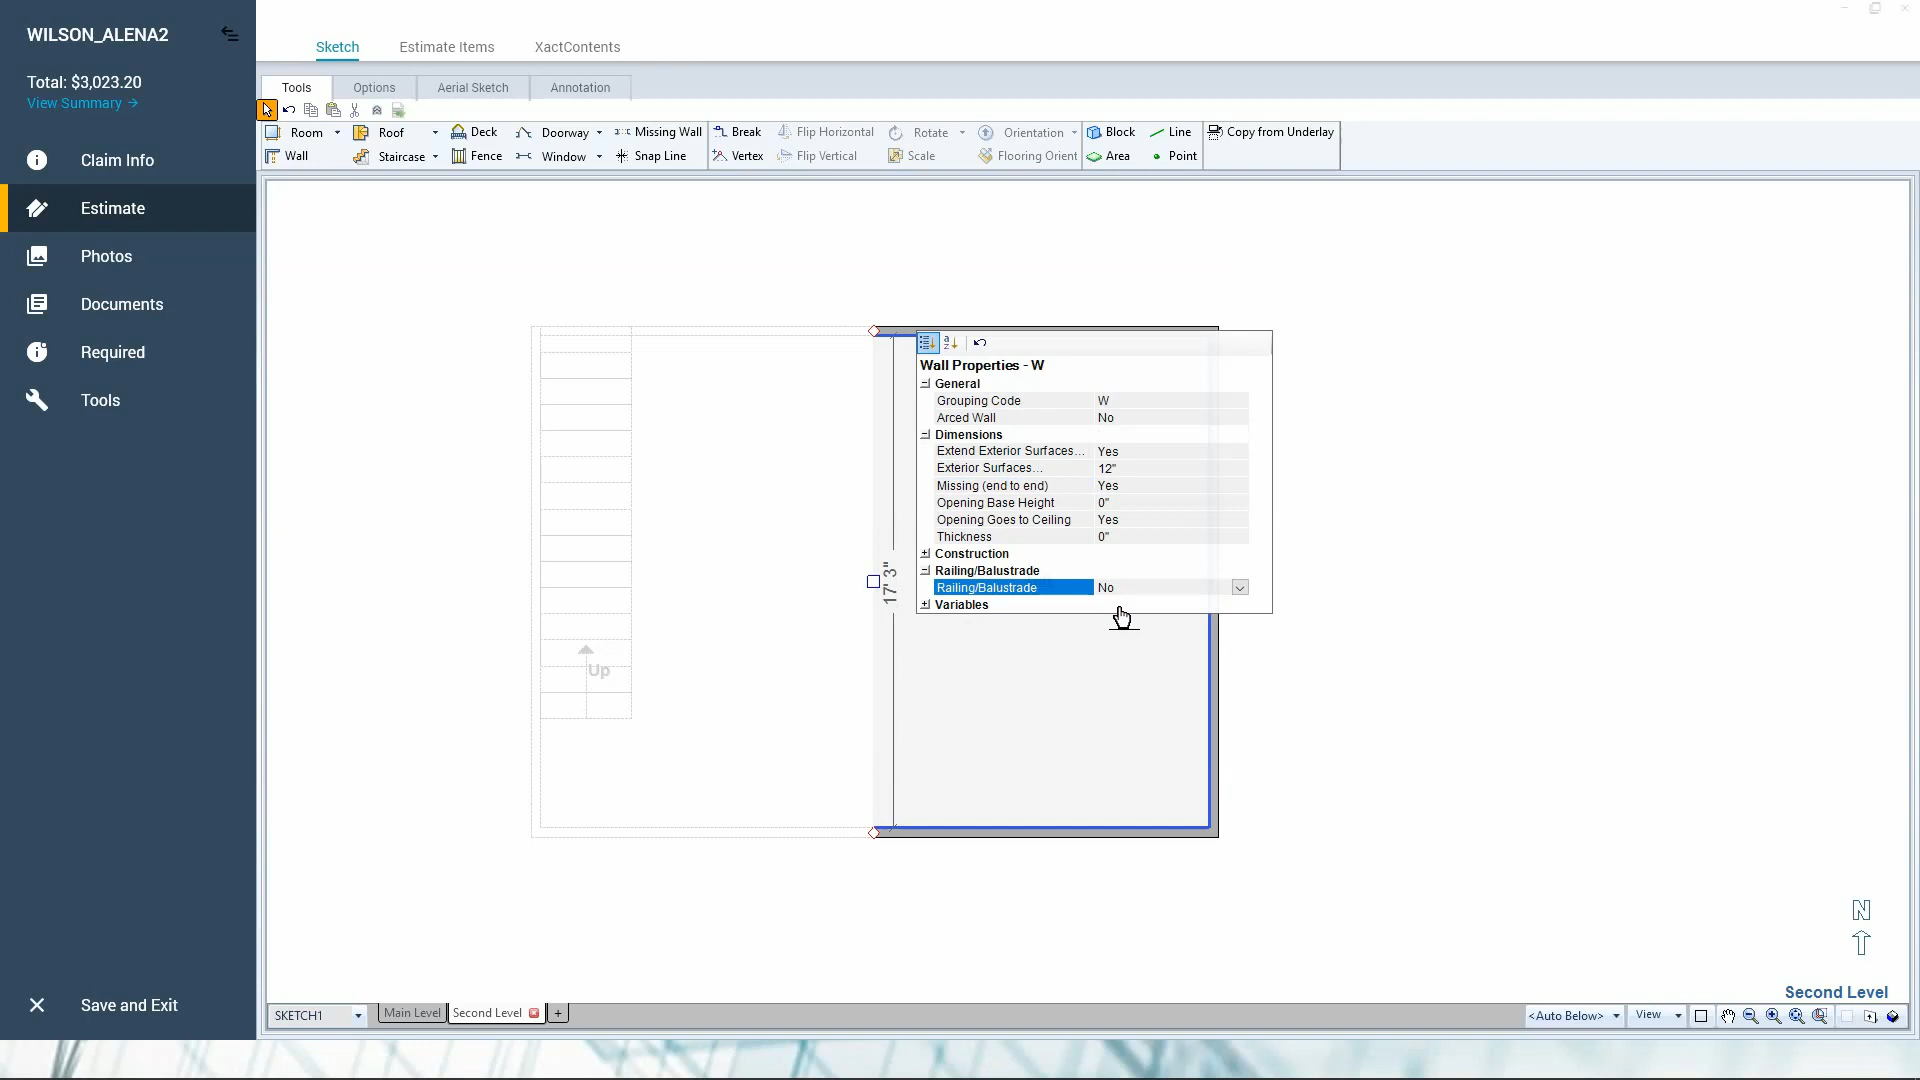 WILSON_ALENA2
Total: $3,023.20
View Summary →
Claim Info
Estimate
Photos
Documents
Required
Tools
Save and Exit
Sketch Estimate Items XactContents
Tools Options Aerial Sketch Annotation
Room Roof Deck Doorway Missing Wall Break Flip Horizontal Rotate Orientation Block Line Copy from Underlay
Wall Staircase Fence Window Snap Line Vertex Flip Vertical Scale Flooring Orient Area Point
Wall Properties - W
General
Grouping Code W
Arced Wall No
Dimensions
Extend Exterior Surfaces... Yes
Exterior Surfaces... 12"
Missing (end to end) Yes
Opening Base Height 0"
Opening Goes to Ceiling Yes
Thickness 0"
Construction
Railing/Balustrade
Railing/Balustrade No
Variables
17' 3"
Up
N
Second Level
SKETCH1 Main Level Second Level + <Auto Below> View